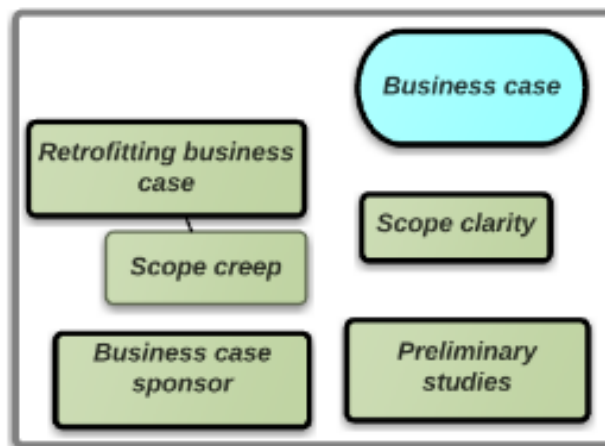 Business case
Retrofitting business
case
Scope clarity
Scope creep
Business case
sponsor
Preliminary
studies